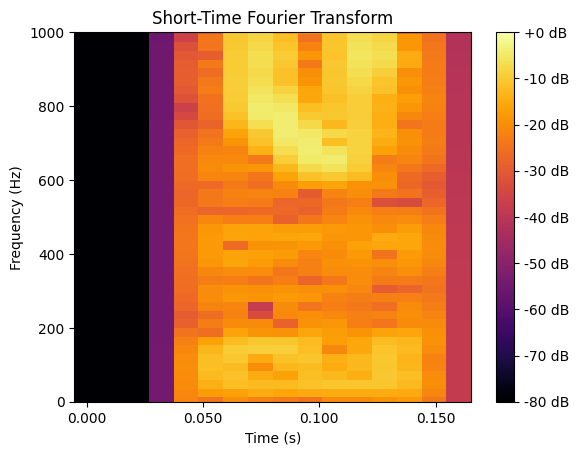 Short-Time Fourier Transform
1000
800
600
400
200
0
Frequency (Hz)
0.000
0.050
0.100
0.150
Time (s)
+0 dB
-10 dB
-20 dB
-30 dB
-40 dB
-50 dB
-60 dB
-70 dB
-80 dB